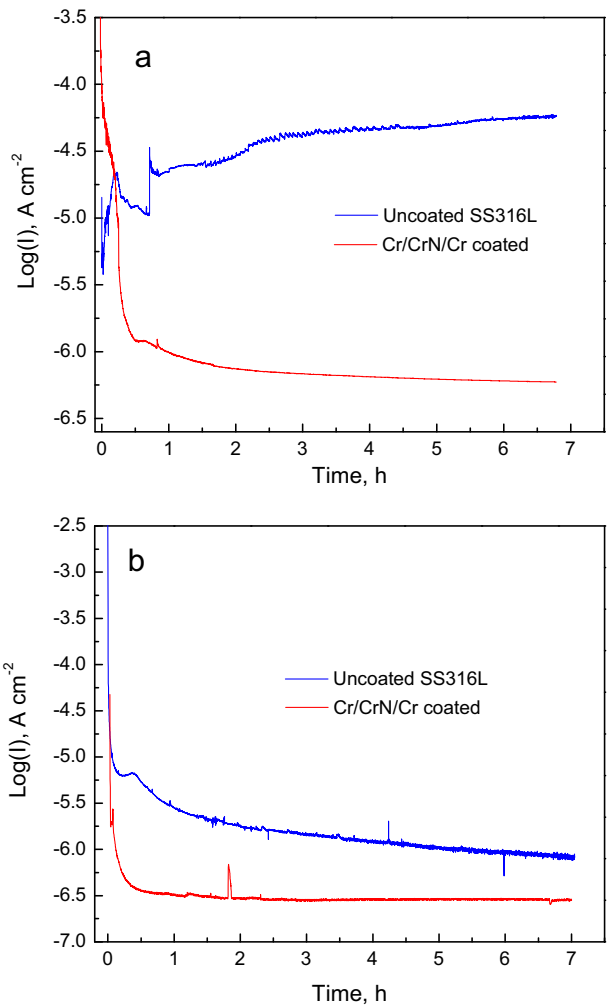 -3.5
a
-4.0
-4.5
-5.0
-5.5
-6.0
-6.5
Log(I), A cm-2
Uncoated SS316L
Cr/CrN/Cr coated
0 1 2 3 4 5 6 7
Time, h
-2.5
b
-3.0
-3.5
-4.0
-4.5
-5.0
-5.5
-6.0
-6.5
-7.0
Log(I), A cm-2
Uncoated SS316L
Cr/CrN/Cr coated
0 1 2 3 4 5 6 7
Time, h